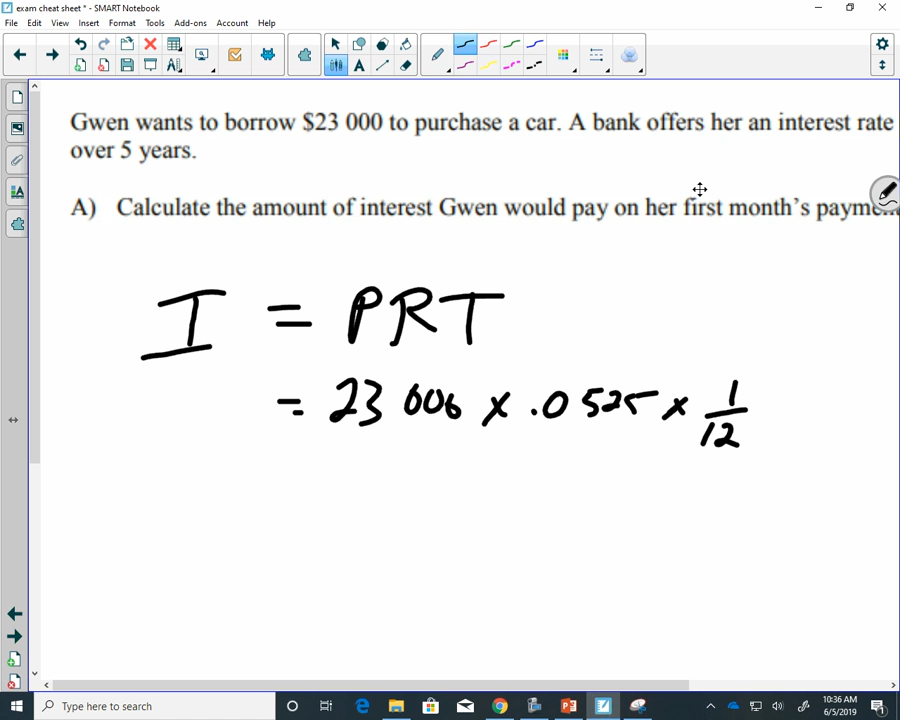 exam cheat sheet * - SMART Notebook
File Edit View Insert Format Tools Add-ons Account Help
Gwen wants to borrow $23 000 to purchase a car. A bank offers her an interest rate
over 5 years.
A) Calculate the amount of interest Gwen would pay on her first month's payment
I = PRT
= 23 000 x .0525 x 1/12
Type here to search
10:36 AM
6/5/2019